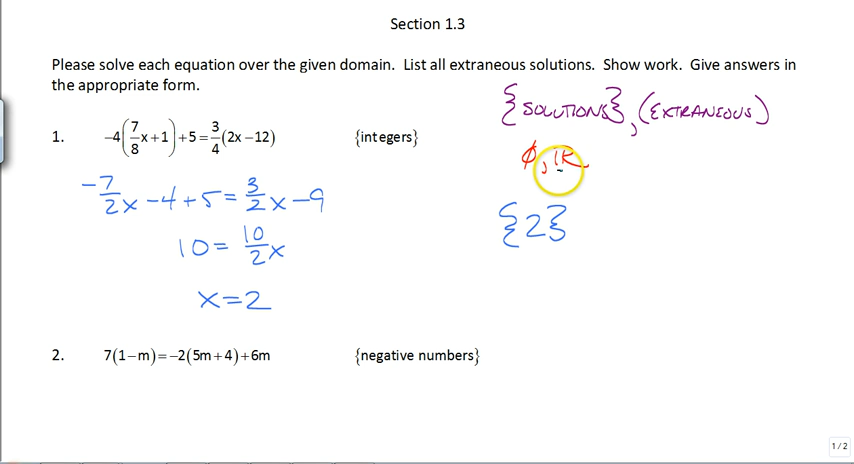 Section 1.3
Please solve each equation over the given domain. List all extraneous solutions. Show work. Give answers in
the appropriate form.
{SOLUTIONS}, (EXTRANEOUS)
1. -4(7/8x+1)+5=3/4(2x-12) {integers}
∅, ℝ
-7/2x-4+5=3/2x-9
{2}
10=10/2x
x=2
2. 7(1-m)=-2(5m+4)+6m {negative numbers}
1/2